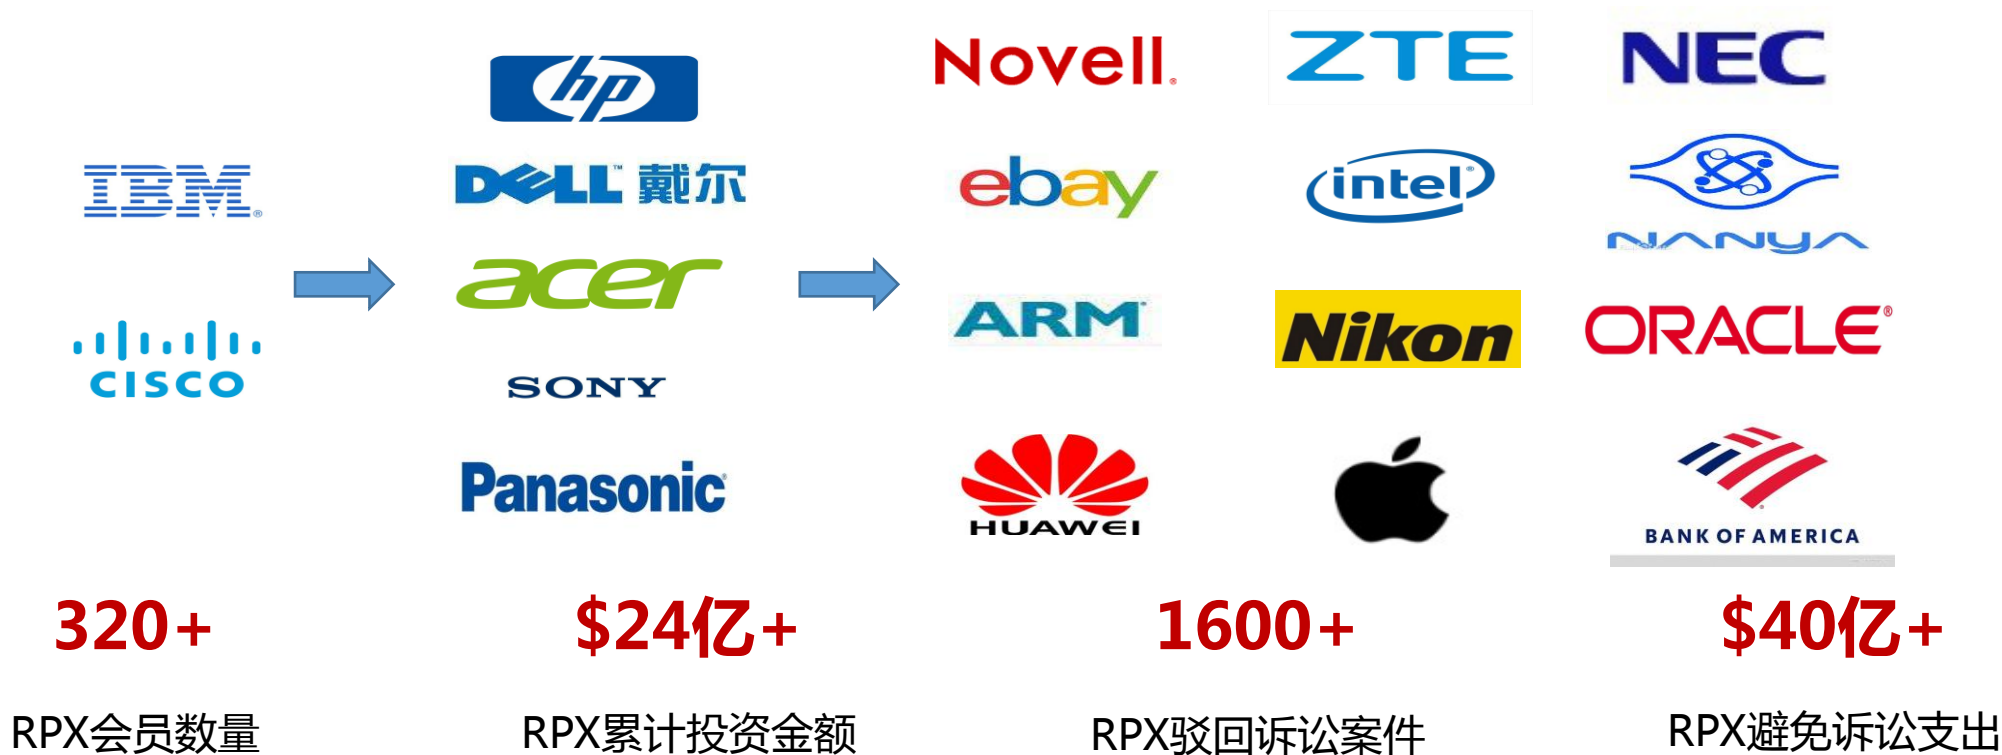 IBM®
CISCO
hp
DELL™ 戴尔
acer
SONY
Panasonic
Novell®
ZTE
NEC
ebay
intel®
NANYA
ARM
Nikon
ORACLE®
HUAWEI
BANK OF AMERICA
320+
$24亿+
1600+
$40亿+
RPX会员数量
RPX累计投资金额
RPX驳回诉讼案件
RPX避免诉讼支出